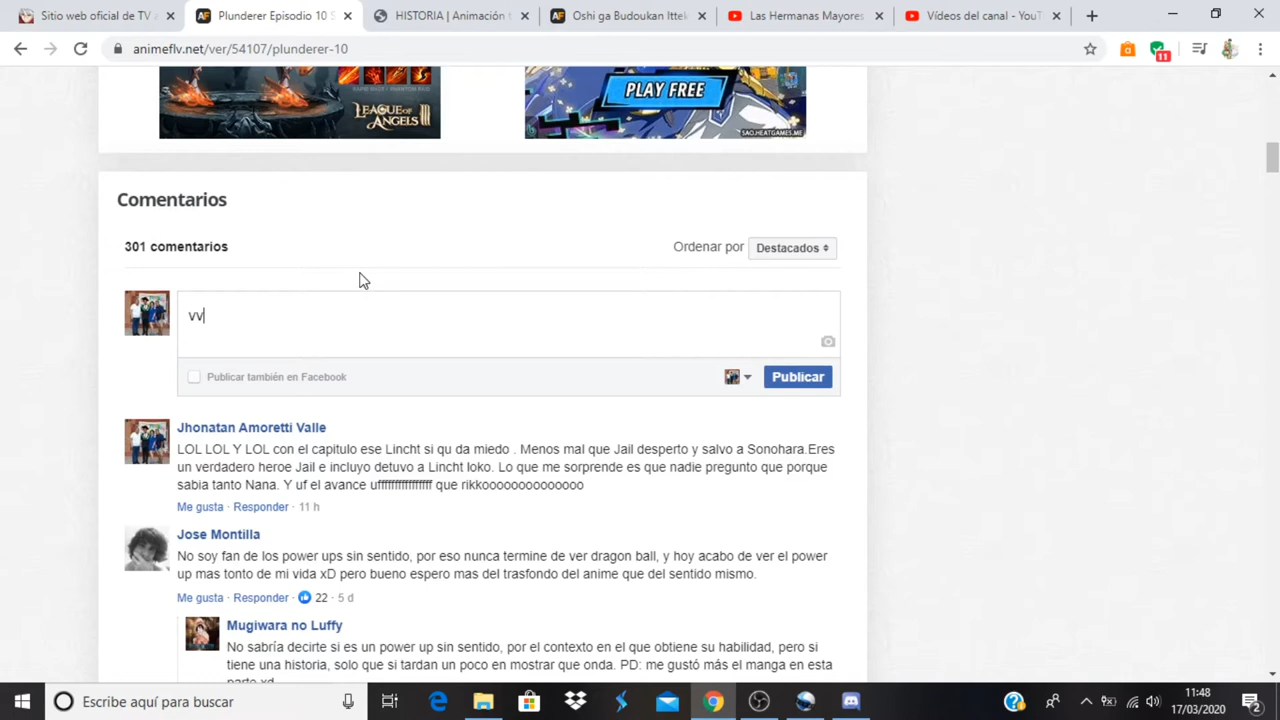 Sitio web oficial de TV a
Plunderer Episodio 10 S
HISTORIA | Animación
Oshi ga Budoukan Ittek
Las Hermanas Mayores
Vídeos del canal - YouT
animeflv.net/ver/54107/plunderer-10
11
LEAGUE OF ANGELS III
PLAY FREE
SAO.HEATGAMES.ME
Comentarios
301 comentarios
Ordenar por Destacados
vv
Publicar también en Facebook
Publicar
Jhonatan Amoretti Valle
LOL LOL Y LOL con el capitulo ese Lincht si qu da miedo . Menos mal que Jail desperto y salvo a Sonohara.Eres
un verdadero heroe Jail e incluyo detuvo a Lincht loko. Lo que me sorprende es que nadie pregunto que porque
sabia tanto Nana. Y uf el avance ufffffffffffffff que rikkoooooooooooooo
Me gusta · Responder · 11 h
Jose Montilla
No soy fan de los power ups sin sentido, por eso nunca termine de ver dragon ball, y hoy acabo de ver el power
up mas tonto de mi vida xD pero bueno espero mas del trasfondo del anime que del sentido mismo.
Me gusta · Responder · 22 · 5 d
Mugiwara no Luffy
No sabría decirte si es un power up sin sentido, por el contexto en el que obtiene su habilidad, pero si
tiene una historia, solo que si tardan un poco en mostrar que onda. PD: me gustó más el manga en esta
parte xd
Escribe aquí para buscar
11:48
17/03/2020
2